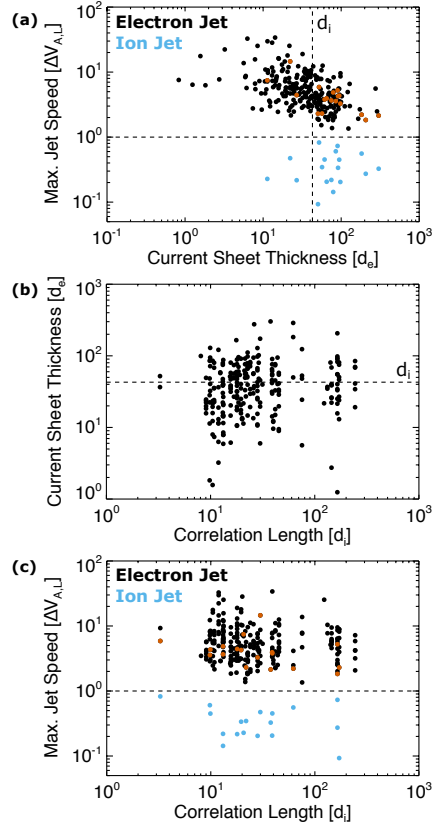 (a) Electron Jet
Ion Jet
d_i
Max. Jet Speed [ΔV_A,L]
10^2
10^1
10^0
10^-1
10^-1 10^0 10^1 10^2 10^3
Current Sheet Thickness [d_e]
(b)
Current Sheet Thickness [d_e]
10^3
10^2
10^1
10^0
d_i
10^0 10^1 10^2 10^3
Correlation Length [d_i]
(c) Electron Jet
Ion Jet
Max. Jet Speed [ΔV_A,L]
10^2
10^1
10^0
10^-1
10^0 10^1 10^2 10^3
Correlation Length [d_i]